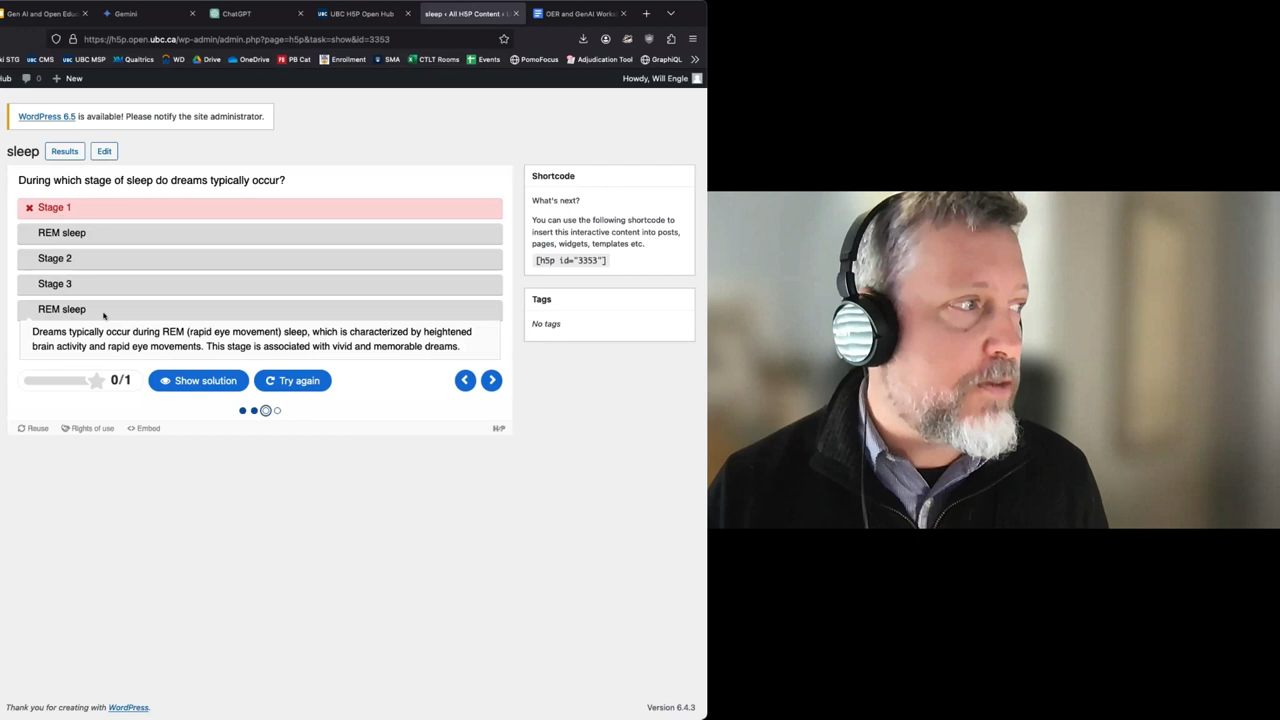 Gen AI and Open Edu
Gemini
ChatGPT
UBC H5P Open Hub
sleep ‹ All H5P Content ‹
OER and GenAI Works
https://h5p.open.ubc.ca/wp-admin/admin.php?page=h5p&task=show&id=3353
ki STG
UBC CMS
UBC MSP
Qualtrics
WD
Drive
OneDrive
PB Cat
Enrollment
SMA
CTLT Rooms
Events
PomoFocus
Adjudication Tool
GraphiQL
Hub
0
New
Howdy, Will Engle
WordPress 6.5 is available! Please notify the site administrator.
sleep
Results
Edit
During which stage of sleep do dreams typically occur?
Stage 1
REM sleep
Stage 2
Stage 3
REM sleep
Dreams typically occur during REM (rapid eye movement) sleep, which is characterized by heightened
brain activity and rapid eye movements. This stage is associated with vivid and memorable dreams.
0/1
Show solution
Try again
Reuse
Rights of use
Embed
H5P
Shortcode
What's next?
You can use the following shortcode to
insert this interactive content into posts,
pages, widgets, templates etc.
[h5p id="3353"]
Tags
No tags
Thank you for creating with WordPress.
Version 6.4.3